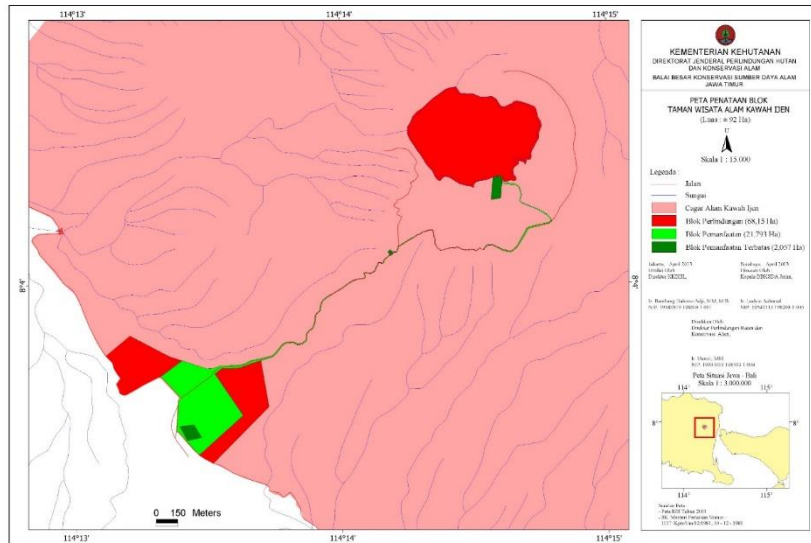 114°13'
114°14'
114°15'
8°4'
8°4'
0 150 Meters
114°13'
114°14'
114°15'
KEMENTERIAN KEHUTANAN
DIREKTORAT JENDERAL PERLINDUNGAN HUTAN
DAN KONSERVASI ALAM
BALAI BESAR KONSERVASI SUMBER DAYA ALAM
JAWA TIMUR
PETA PENATAAN BLOK
TAMAN WISATA ALAM KAWAH IJEN
(Luas : ± 92 Ha)
U
Skala 1 : 15.000
Legenda :
Jalan
Sungai
Cagar Alam Kawah Ijen
Blok Perlindungan (68,15 Ha)
Blok Pemanfaatan (21,793 Ha)
Blok Pemanfaatan Terbatas (2,057 Ha)
Jakarta, April 2013
Surabaya, April 2013
Disahkan Oleh:
Direktur Perlindungan Hutan dan
Konservasi Alam,
Peta Situasi Jawa - Bali
Skala 1 : 3.000.000
114°
115°
8°
8°
114°
115°
Sumber Peta